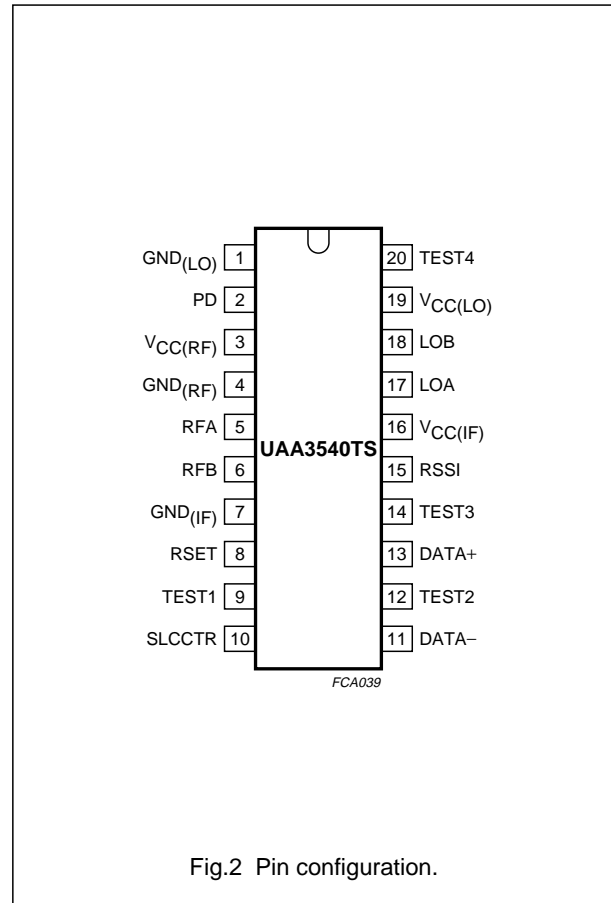 GND(LO) 1 20 TEST4
PD 2 19 VCC(LO)
VCC(RF) 3 18 LOB
GND(RF) 4 17 LOA
RFA 5 16 VCC(IF)
UAA3540TS
RFB 6 15 RSSI
GND(IF) 7 14 TEST3
RSET 8 13 DATA+
TEST1 9 12 TEST2
SLCCTR 10 11 DATA−
FCA039
Fig.2 Pin configuration.